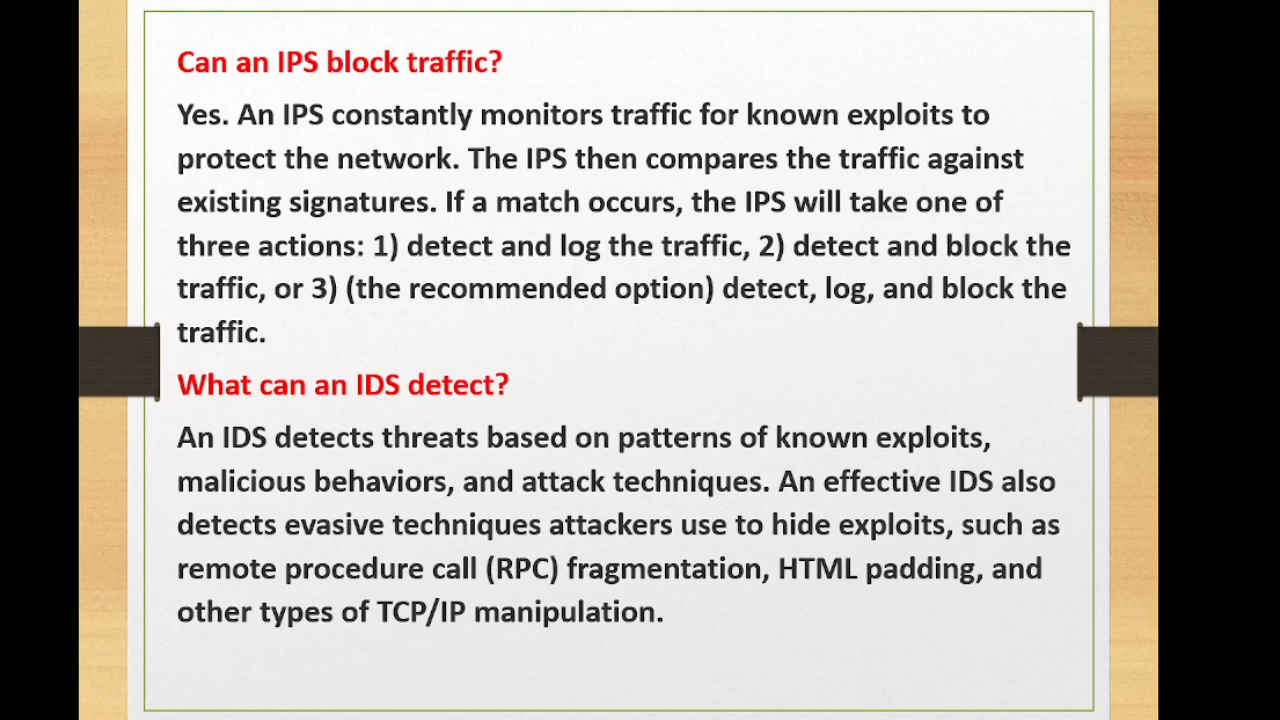 Can an IPS block traffic?
Yes. An IPS constantly monitors traffic for known exploits to
protect the network. The IPS then compares the traffic against
existing signatures. If a match occurs, the IPS will take one of
three actions: 1) detect and log the traffic, 2) detect and block the
traffic, or 3) (the recommended option) detect, log, and block the
traffic.
What can an IDS detect?
An IDS detects threats based on patterns of known exploits,
malicious behaviors, and attack techniques. An effective IDS also
detects evasive techniques attackers use to hide exploits, such as
remote procedure call (RPC) fragmentation, HTML padding, and
other types of TCP/IP manipulation.